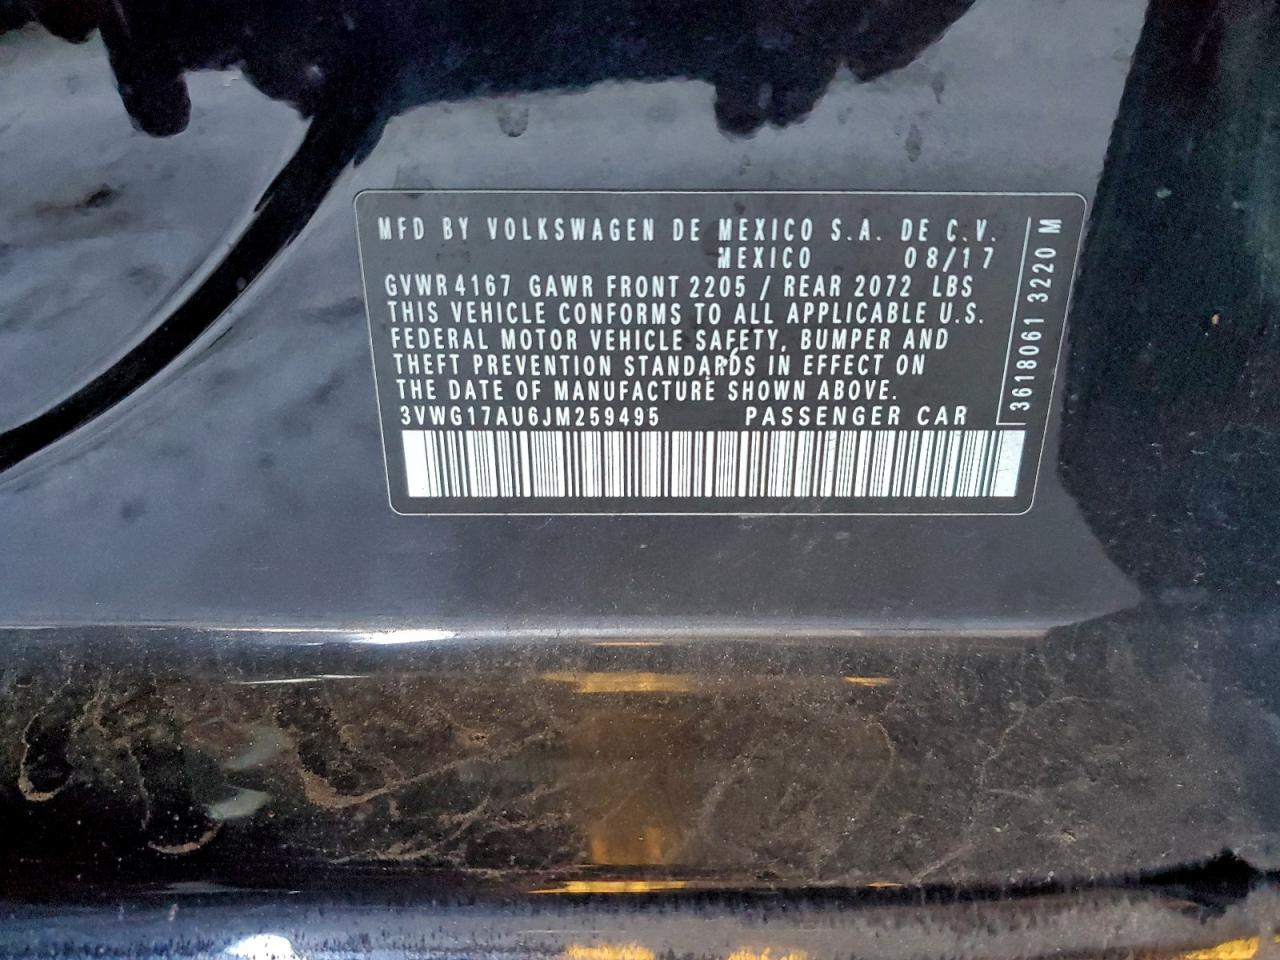 MFD BY VOLKSWAGEN DE MEXICO S.A. DE C.V.
MEXICO 08/17
GVWR 4167 GAWR FRONT 2205 / REAR 2072 LBS
THIS VEHICLE CONFORMS TO ALL APPLICABLE U.S.
FEDERAL MOTOR VEHICLE SAFETY, BUMPER AND
THEFT PREVENTION STANDARDS IN EFFECT ON
THE DATE OF MANUFACTURE SHOWN ABOVE.
3VWG17AU6JM259495 PASSENGER CAR
3618061 3220 M